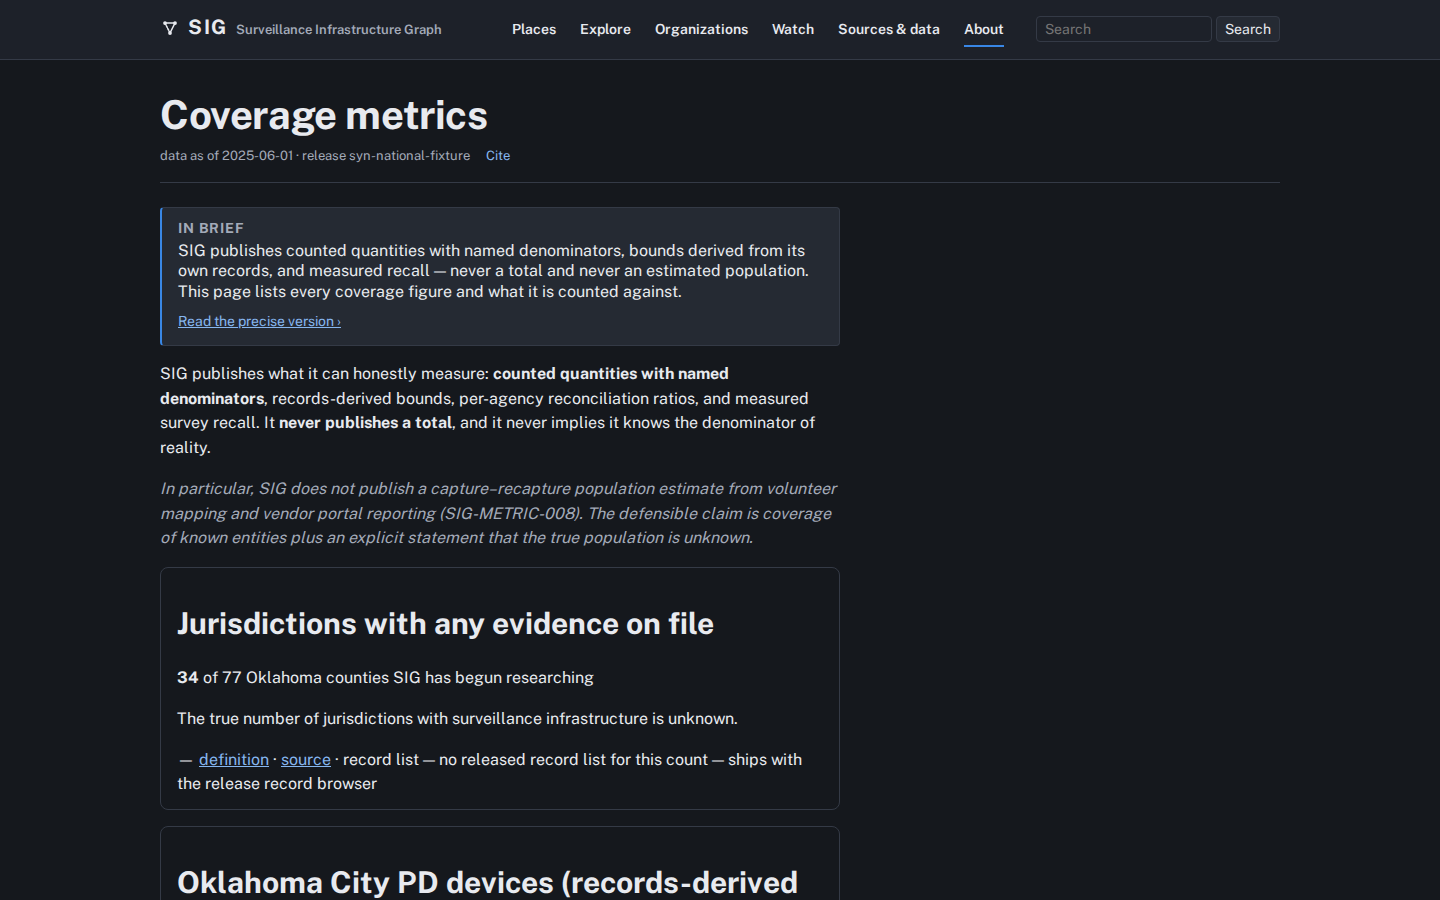 SIG Surveillance Infrastructure Graph Places Explore Organizations Watch Sources & data About Search Search
Coverage metrics
data as of 2025-06-01 · release syn-national-fixture Cite
IN BRIEF
SIG publishes counted quantities with named denominators, bounds derived from its
own records, and measured recall — never a total and never an estimated population.
This page lists every coverage figure and what it is counted against.
Read the precise version ›
SIG publishes what it can honestly measure: counted quantities with named
denominators, records-derived bounds, per-agency reconciliation ratios, and measured
survey recall. It never publishes a total, and it never implies it knows the denominator of
reality.
In particular, SIG does not publish a capture–recapture population estimate from volunteer
mapping and vendor portal reporting (SIG-METRIC-008). The defensible claim is coverage
of known entities plus an explicit statement that the true population is unknown.
Jurisdictions with any evidence on file
34 of 77 Oklahoma counties SIG has begun researching
The true number of jurisdictions with surveillance infrastructure is unknown.
— definition · source · record list — no released record list for this count — ships with
the release record browser
Oklahoma City PD devices (records-derived